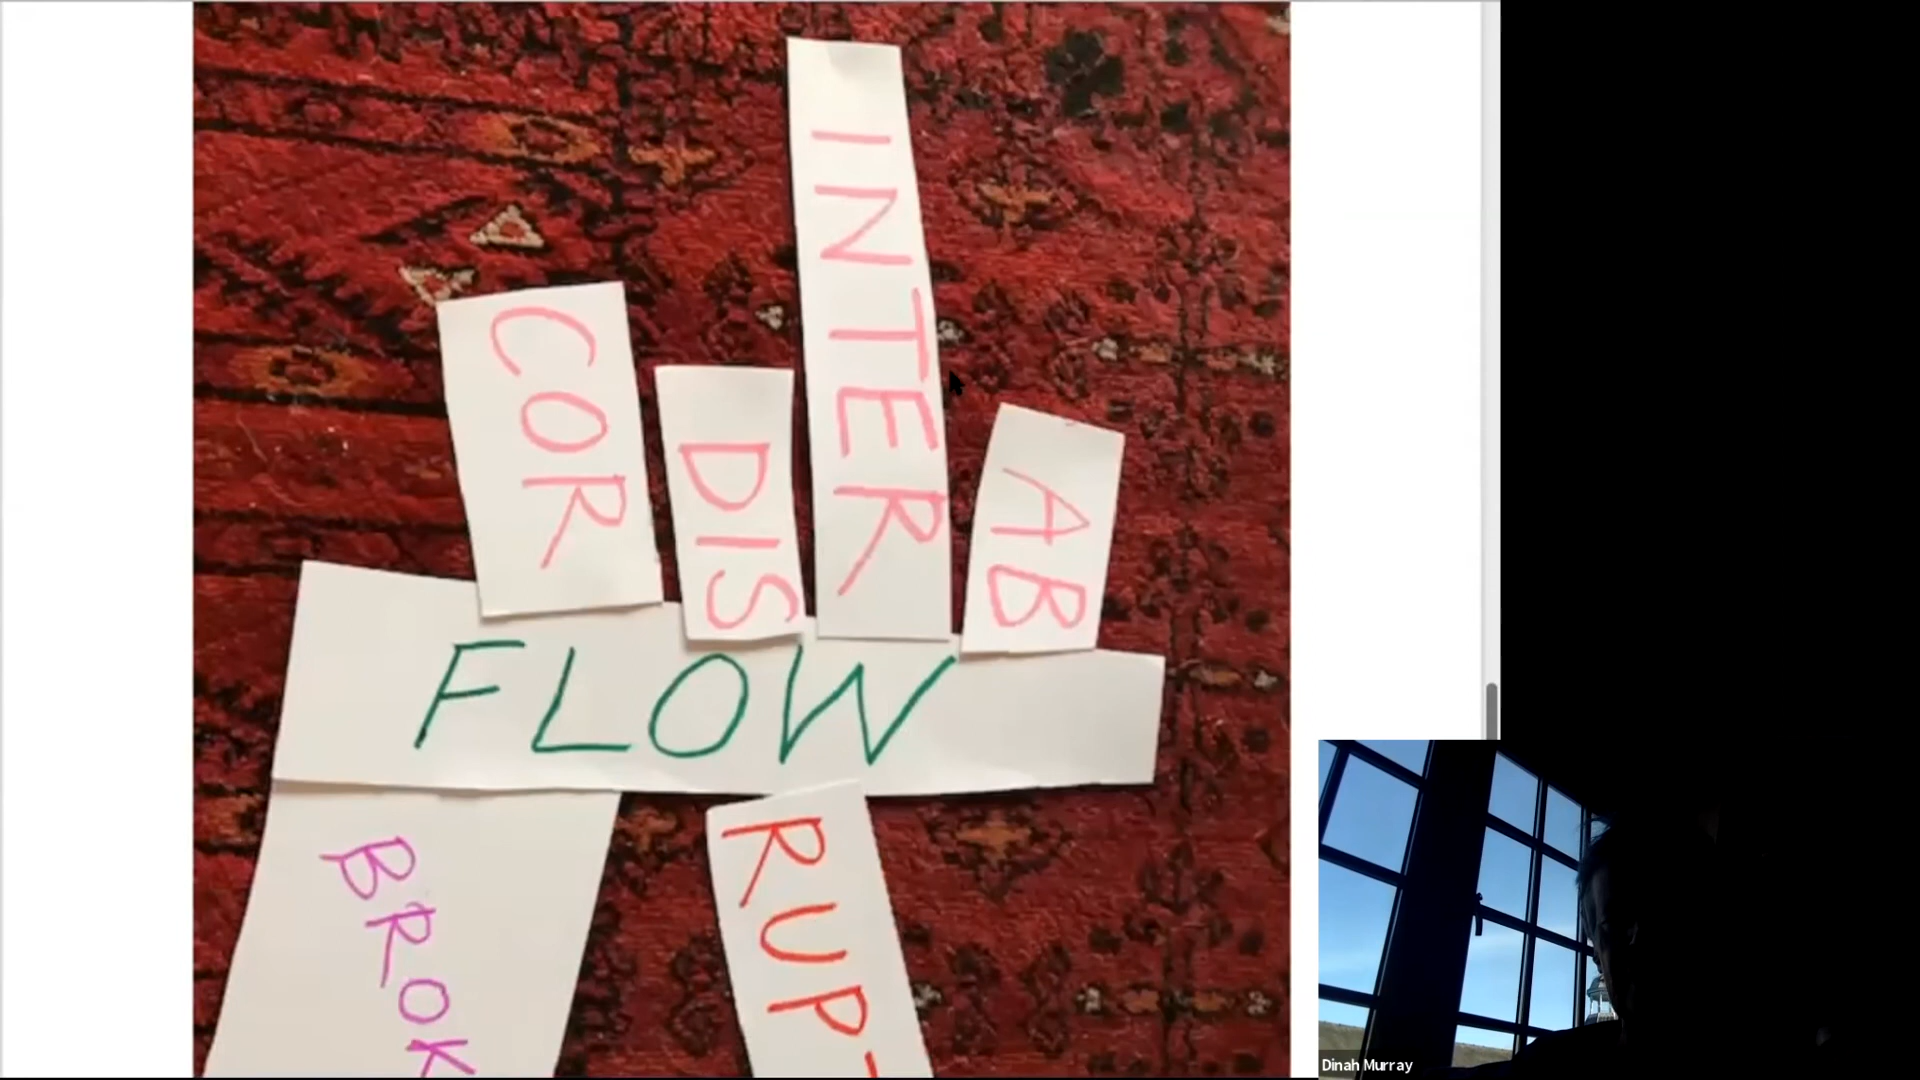 INTER
COR
DIS
AB
FLOW
BROK
RUP-
Dinah Murray